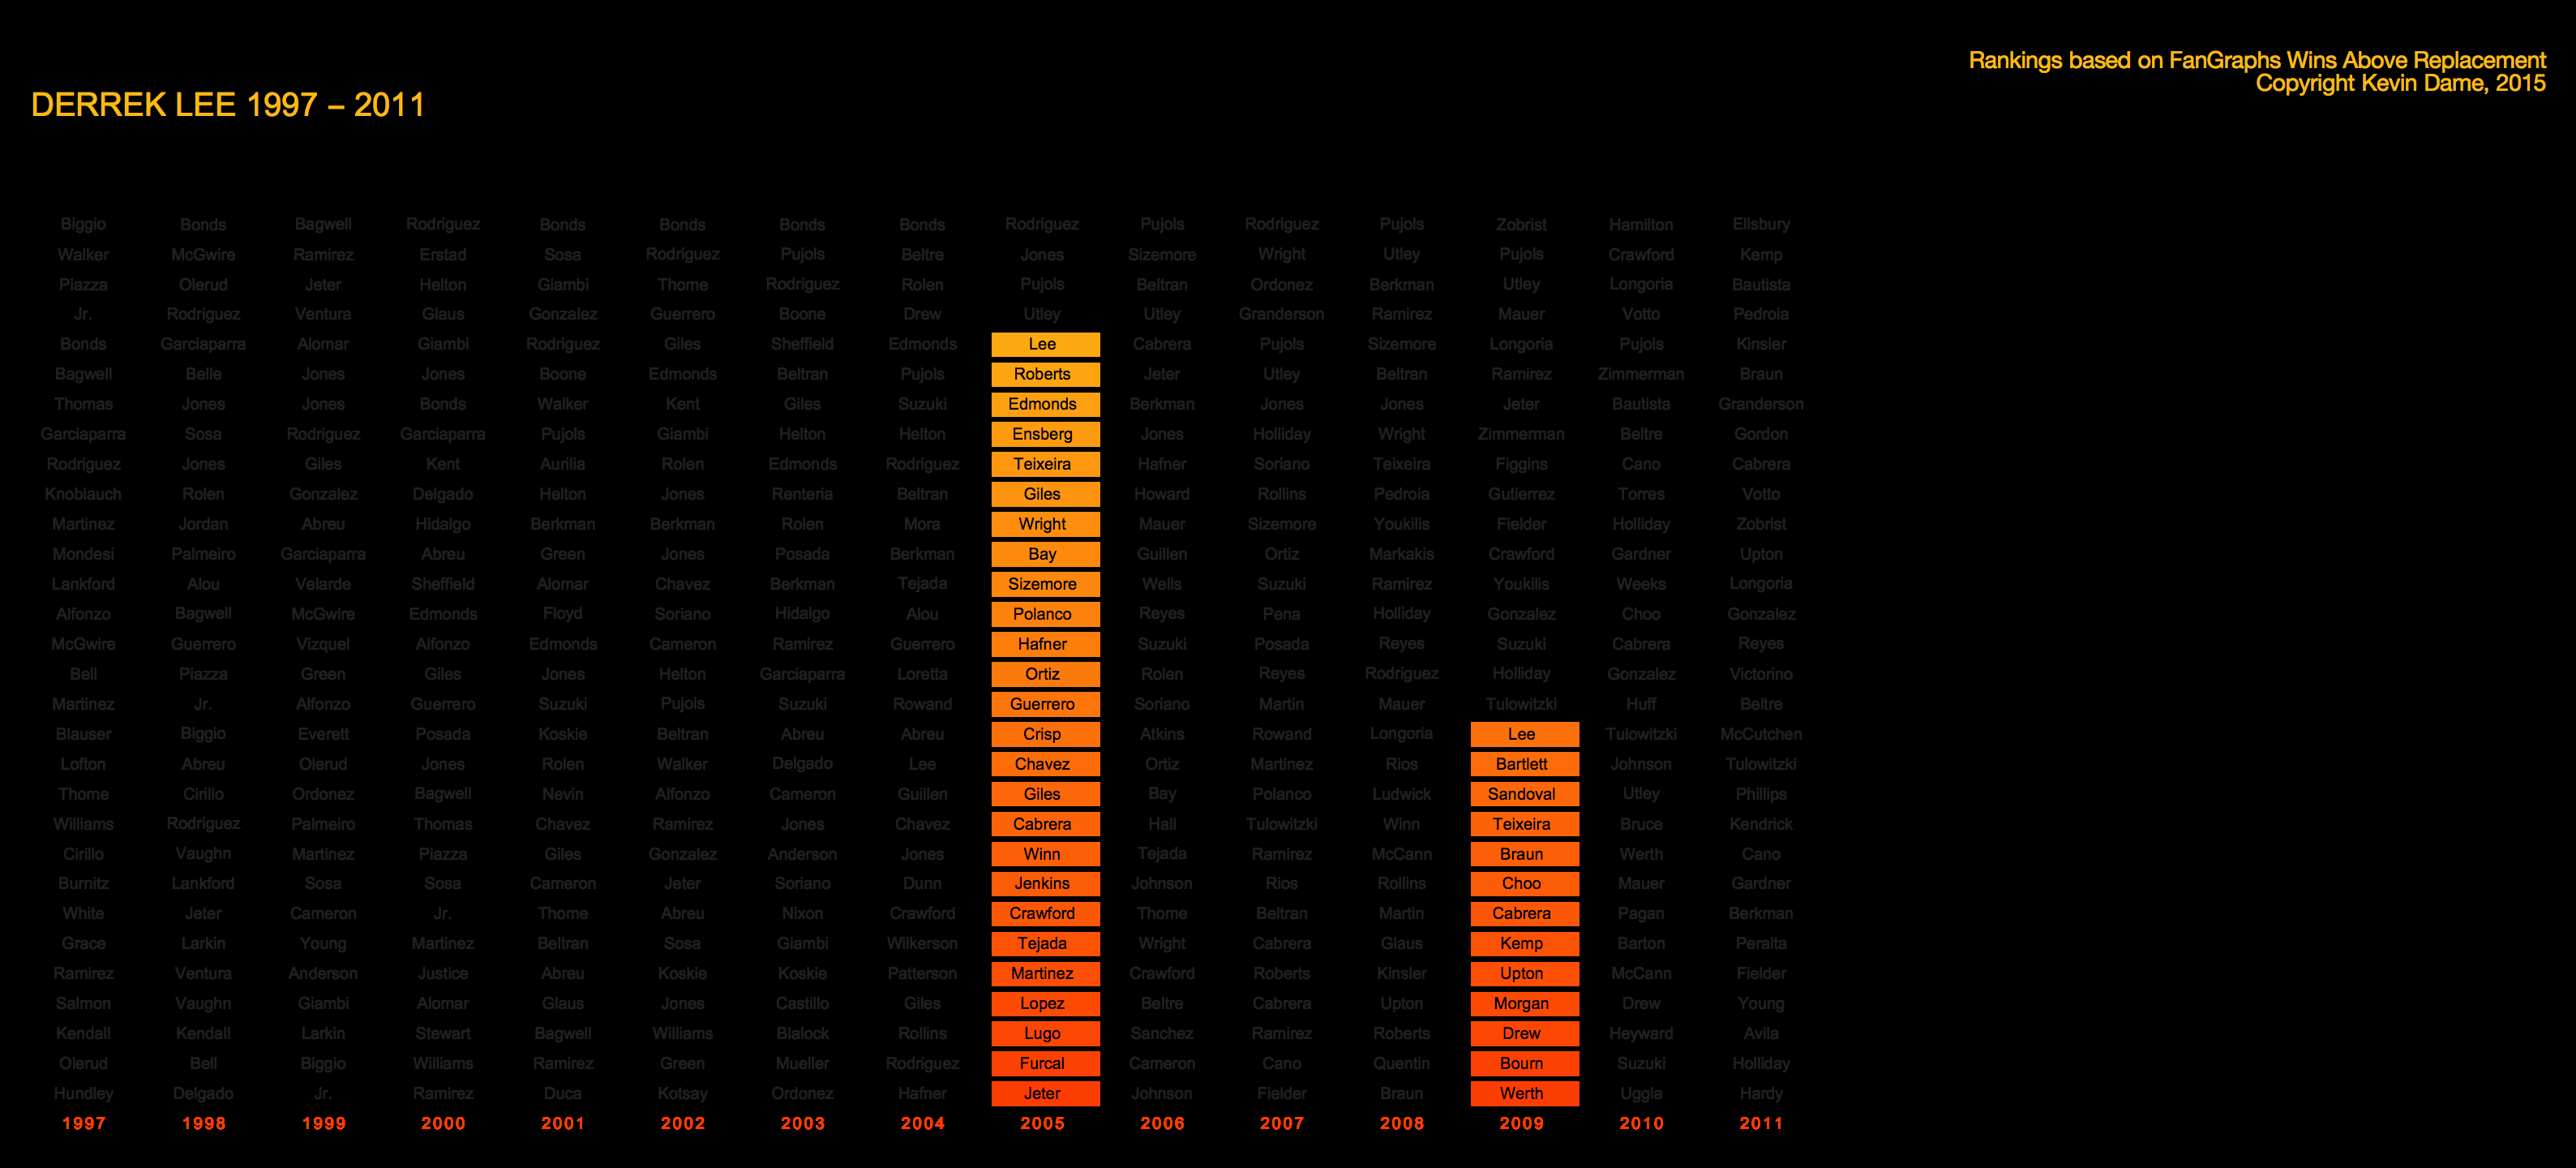 Rankings based on FanGraphs Wins Above Replacement
Copyright Kevin Dame, 2015
DERREK LEE 1997 – 2011
Biggio Bonds Bagwell Rodriguez Bonds Bonds Bonds Bonds Rodriguez Pujols Rodriguez Pujols Zobrist Hamilton Ellsbury
Walker McGwire Ramirez Erstad Sosa Rodriguez Pujols Beltre Jones Sizemore Wright Utley Pujols Crawford Kemp
Piazza Olerud Jeter Helton Giambi Thome Rodriguez Rolen Pujols Beltran Ordonez Berkman Utley Longoria Bautista
Jr. Rodriguez Ventura Glaus Gonzalez Guerrero Boone Drew Utley Utley Granderson Ramirez Mauer Votto Pedroia
Bonds Garciaparra Alomar Giambi Rodriguez Giles Sheffield Edmonds Lee Cabrera Pujols Sizemore Longoria Pujols Kinsler
Bagwell Belle Jones Jones Boone Edmonds Beltran Pujols Roberts Jeter Utley Beltran Ramirez Zimmerman Braun
Thomas Jones Jones Bonds Walker Kent Giles Suzuki Edmonds Berkman Jones Jones Jeter Bautista Granderson
Garciaparra Sosa Rodriguez Garciaparra Pujols Giambi Helton Helton Ensberg Jones Holliday Wright Zimmerman Beltre Gordon
Rodriguez Jones Giles Kent Aurilia Rolen Edmonds Rodriguez Teixeira Hafner Soriano Teixeira Figgins Cano Cabrera
Knoblauch Rolen Gonzalez Delgado Helton Jones Renteria Beltran Giles Howard Rollins Pedroia Gutierrez Torres Votto
Martinez Jordan Abreu Hidalgo Berkman Berkman Rolen Mora Wright Mauer Sizemore Youkilis Fielder Holliday Zobrist
Mondesi Palmeiro Garciaparra Abreu Green Jones Posada Berkman Bay Guillen Ortiz Markakis Crawford Gardner Upton
Lankford Alou Velarde Sheffield Alomar Chavez Berkman Tejada Sizemore Wells Suzuki Ramirez Youkilis Weeks Longoria
Alfonzo Bagwell McGwire Edmonds Floyd Soriano Hidalgo Alou Polanco Reyes Pena Holliday Gonzalez Choo Gonzalez
McGwire Guerrero Vizquel Alfonzo Edmonds Cameron Ramirez Guerrero Hafner Suzuki Posada Reyes Suzuki Cabrera Reyes
Bell Piazza Green Giles Jones Helton Garciaparra Loretta Ortiz Rolen Reyes Rodriguez Holliday Gonzalez Victorino
Martinez Jr. Alfonzo Guerrero Suzuki Pujols Suzuki Rowand Guerrero Soriano Martin Mauer Tulowitzki Huff Beltre
Blauser Biggio Everett Posada Koskie Beltran Abreu Abreu Crisp Atkins Rowand Longoria Lee Tulowitzki McCutchen
Lofton Abreu Olerud Jones Rolen Walker Delgado Lee Chavez Ortiz Martinez Rios Bartlett Johnson Tulowitzki
Thome Cirillo Ordonez Bagwell Nevin Alfonzo Cameron Guillen Giles Bay Polanco Ludwick Sandoval Utley Phillips
Williams Rodriguez Palmeiro Thomas Chavez Ramirez Jones Chavez Cabrera Hall Tulowitzki Winn Teixeira Bruce Kendrick
Cirillo Vaughn Martinez Piazza Giles Gonzalez Anderson Jones Winn Tejada Ramirez McCann Braun Werth Cano
Burnitz Lankford Sosa Sosa Cameron Jeter Soriano Dunn Jenkins Johnson Rios Rollins Choo Mauer Gardner
White Jeter Cameron Jr. Thome Abreu Nixon Crawford Crawford Thome Beltran Martin Cabrera Pagan Berkman
Grace Larkin Young Martinez Beltran Sosa Giambi Wilkerson Tejada Wright Cabrera Glaus Kemp Barton Peralta
Ramirez Ventura Anderson Justice Abreu Koskie Koskie Patterson Martinez Crawford Roberts Kinsler Upton McCann Fielder
Salmon Vaughn Giambi Alomar Glaus Jones Castillo Giles Lopez Beltre Cabrera Upton Morgan Drew Young
Kendall Kendall Larkin Stewart Bagwell Williams Blalock Rollins Lugo Sanchez Ramirez Roberts Drew Heyward Avila
Olerud Bell Biggio Williams Ramirez Green Mueller Rodriguez Furcal Cameron Cano Quentin Bourn Suzuki Holliday
Hundley Delgado Jr. Ramirez Duca Kotsay Ordonez Hafner Jeter Johnson Fielder Braun Werth Uggla Hardy
1997 1998 1999 2000 2001 2002 2003 2004 2005 2006 2007 2008 2009 2010 2011